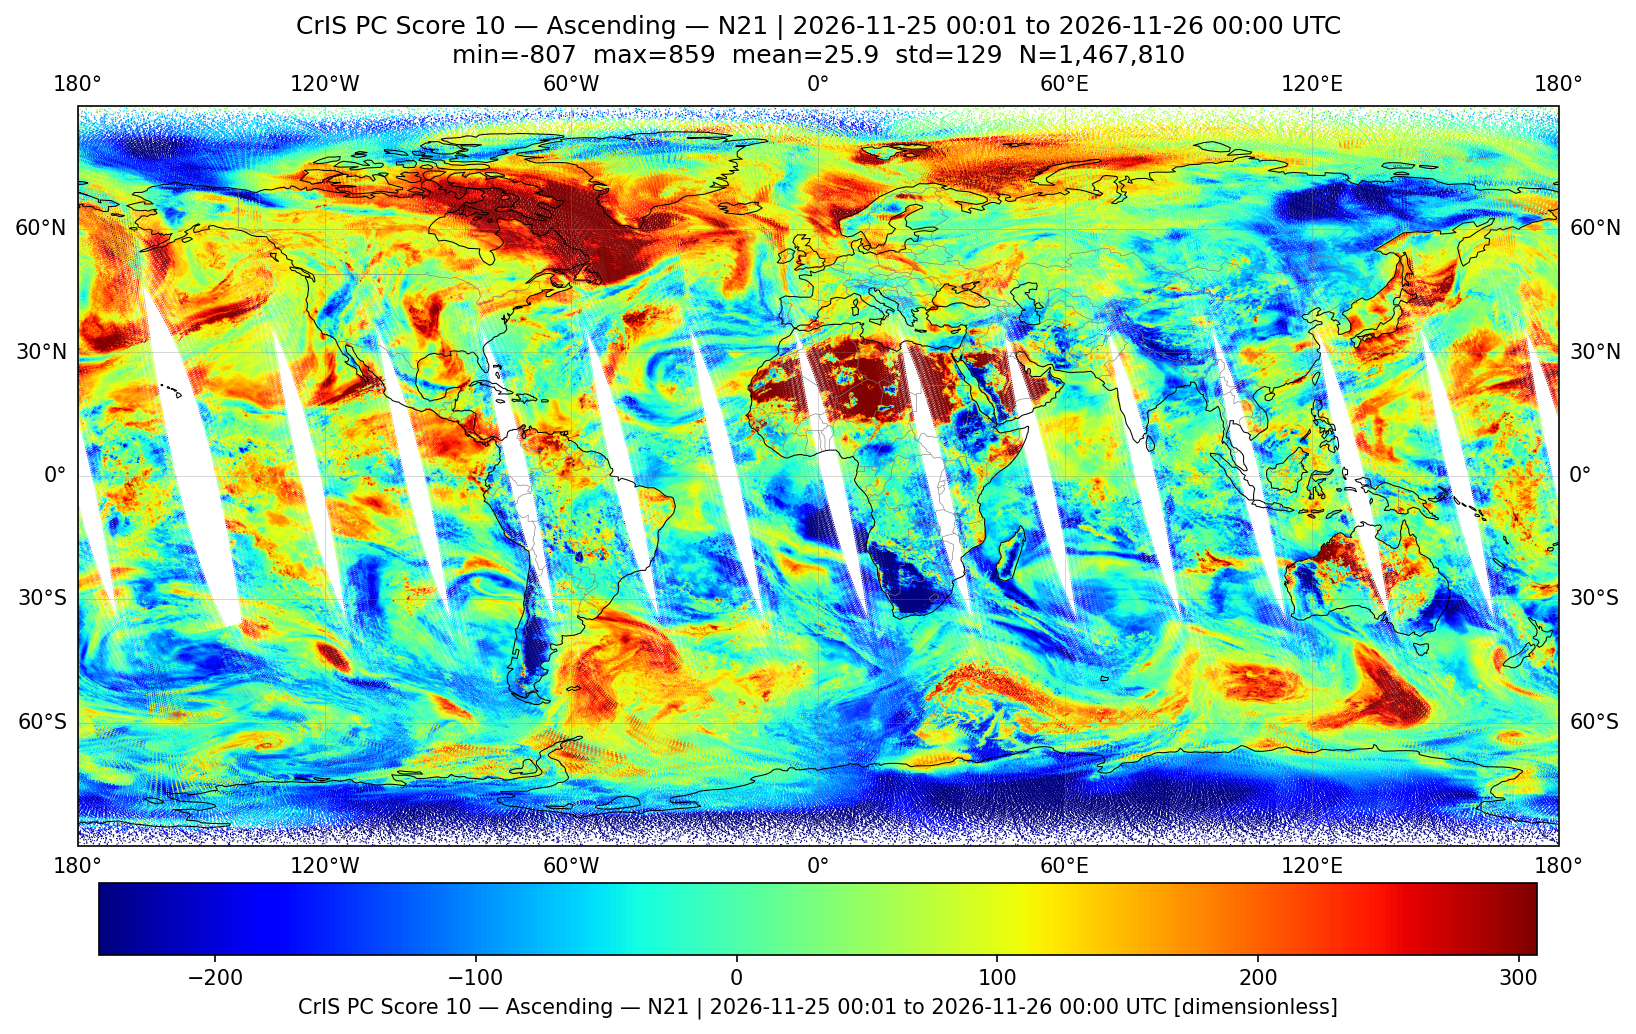 CrIS PC Score 10 — Ascending — N21 | 2026-11-25 00:01 to 2026-11-26 00:00 UTC
min=-807 max=859 mean=25.9 std=129 N=1,467,810
180° 120°W 60°W 0° 60°E 120°E 180°
60°N 60°N
30°N 30°N
0° 0°
30°S 30°S
60°S 60°S
180° 120°W 60°W 0° 60°E 120°E 180°
−200 −100 0 100 200 300
CrIS PC Score 10 — Ascending — N21 | 2026-11-25 00:01 to 2026-11-26 00:00 UTC [dimensionless]